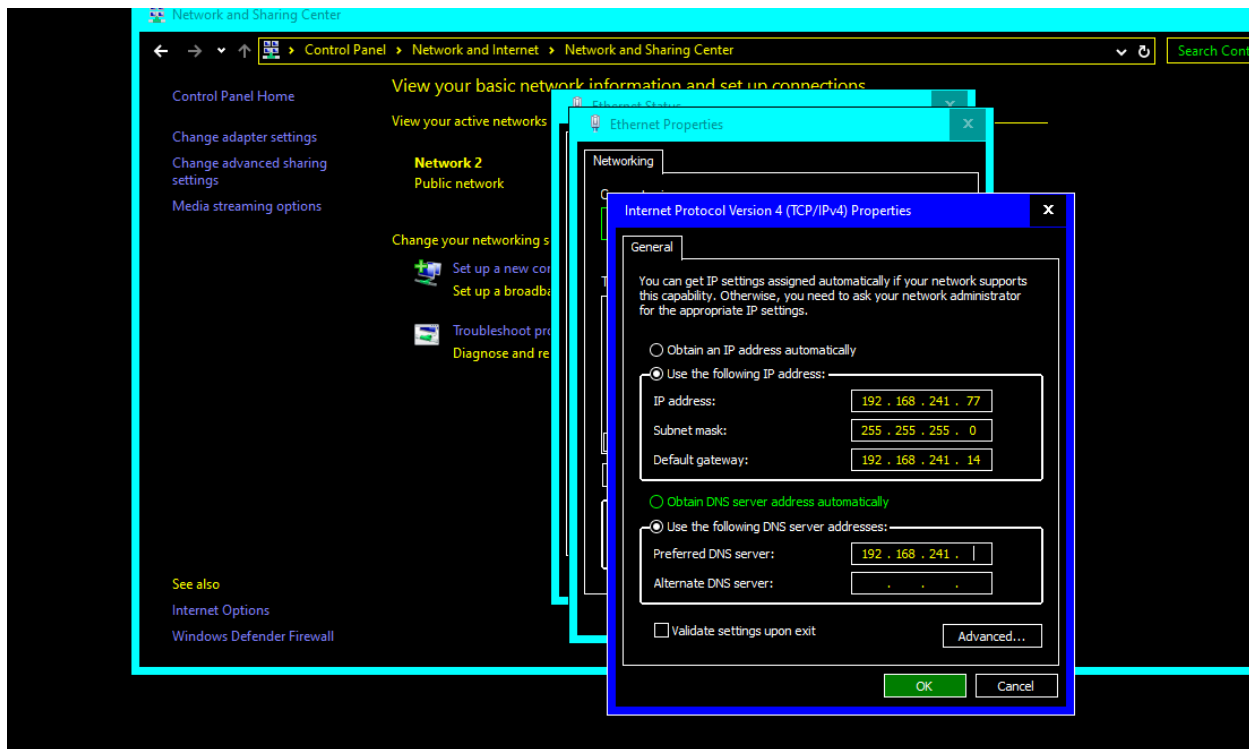 Network and Sharing Center
Control Panel > Network and Internet > Network and Sharing Center
Search Cont
Control Panel Home
Change adapter settings
Change advanced sharing
settings
Media streaming options
See also
Internet Options
Windows Defender Firewall
View your basic network information and set up connections
View your active networks
Network 2
Public network
Change your networking s
Set up a new con
Set up a broadba
Troubleshoot pro
Diagnose and re
Ethernet Status
x
Ethernet Properties
x
Networking
Internet Protocol Version 4 (TCP/IPv4) Properties
x
General
You can get IP settings assigned automatically if your network supports
this capability. Otherwise, you need to ask your network administrator
for the appropriate IP settings.
Obtain an IP address automatically
Use the following IP address:
IP address: 192 . 168 . 241 . 77
Subnet mask: 255 . 255 . 255 . 0
Default gateway: 192 . 168 . 241 . 14
Obtain DNS server address automatically
Use the following DNS server addresses:
Preferred DNS server: 192 . 168 . 241 .
Alternate DNS server: . . .
Validate settings upon exit
Advanced...
OK
Cancel